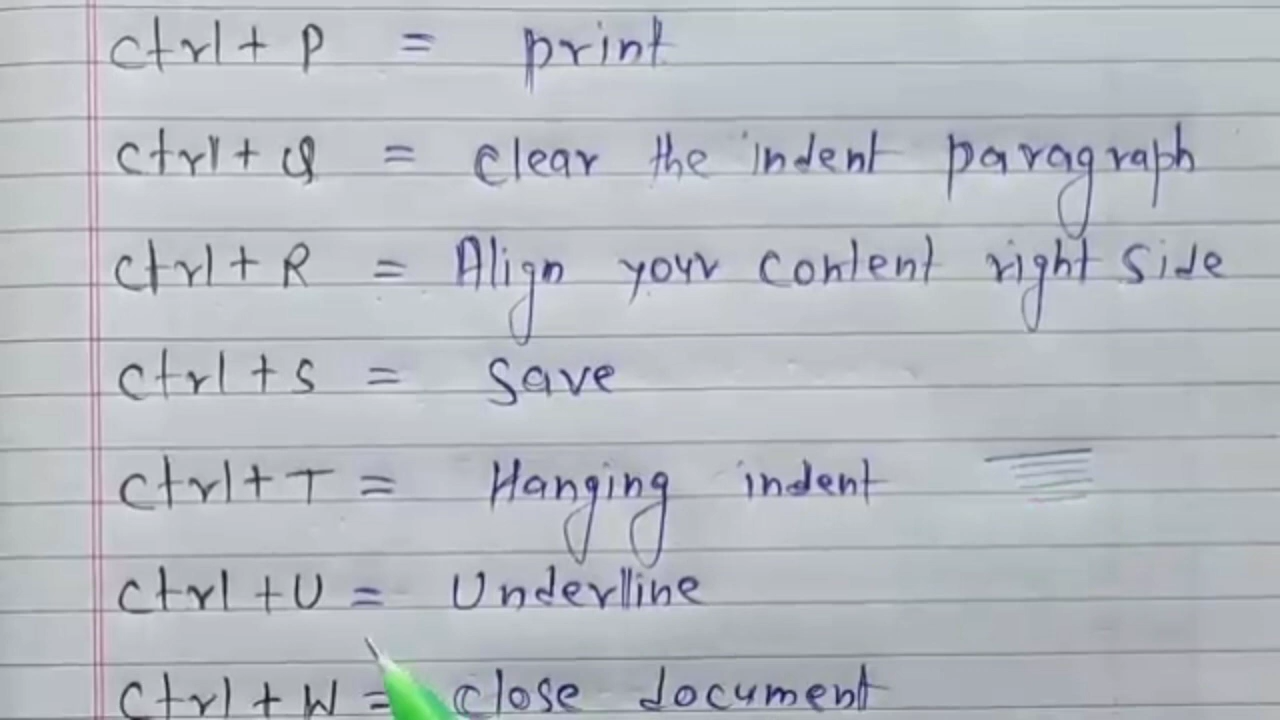 Ctrl + P = print
Ctrl + Q = Clear the indent paragraph
Ctrl + R = Align your content right side
Ctrl + S = Save
Ctrl + T = Hanging indent
Ctrl + U = Underline
Ctrl + W = close document